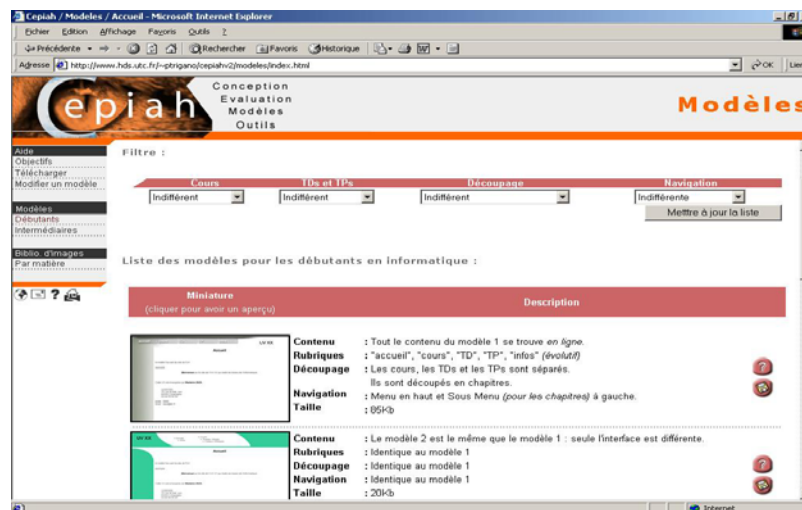 Cepiah / Modeles / Accueil - Microsoft Internet Explorer
Fichier Edition Affichage Favoris Outils ?
Précédente Rechercher Favoris Historique
Adresse http://www.hds.utc.fr/~ptrigano/cepiahv2/modeles/index.html OK Lien
Cepiah
Conception
Evaluation
Modèles
Outils
Modèles
Aide
Objectifs
Télécharger
Modifier un modèle
Modèles
Débutants
Intermédiaires
Biblio. d'images
Par matière
Filtre :
Cours TDs et TPs Découpage Navigation
Indifférent Indifférent Indifférent Indifférente
Mettre à jour la liste
Liste des modèles pour les débutants en informatique :
Miniature Description
(cliquer pour avoir un aperçu)
Contenu : Tout le contenu du modèle 1 se trouve en ligne.
Rubriques : "accueil", "cours", "TD", "TP", "infos" (évolutif)
Découpage : Les cours, les TDs et les TPs sont séparés.
Ils sont découpés en chapitres.
Navigation : Menu en haut et Sous Menu (pour les chapitres) à gauche.
Taille : 85Kb
Contenu : Le modèle 2 est le même que le modèle 1 : seule l'interface est différente.
Rubriques : Identique au modèle 1
Découpage : Identique au modèle 1
Navigation : Identique au modèle 1
Taille : 20Kb
Internet